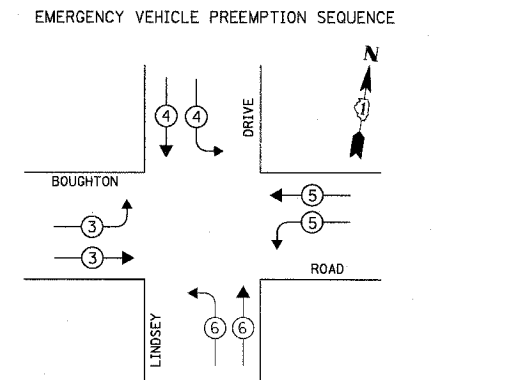 EMERGENCY VEHICLE PREEMPTION SEQUENCE
N
1
4 4
DRIVE
BOUGHTON
5
3
5
3
ROAD
LINDSEY
6 6